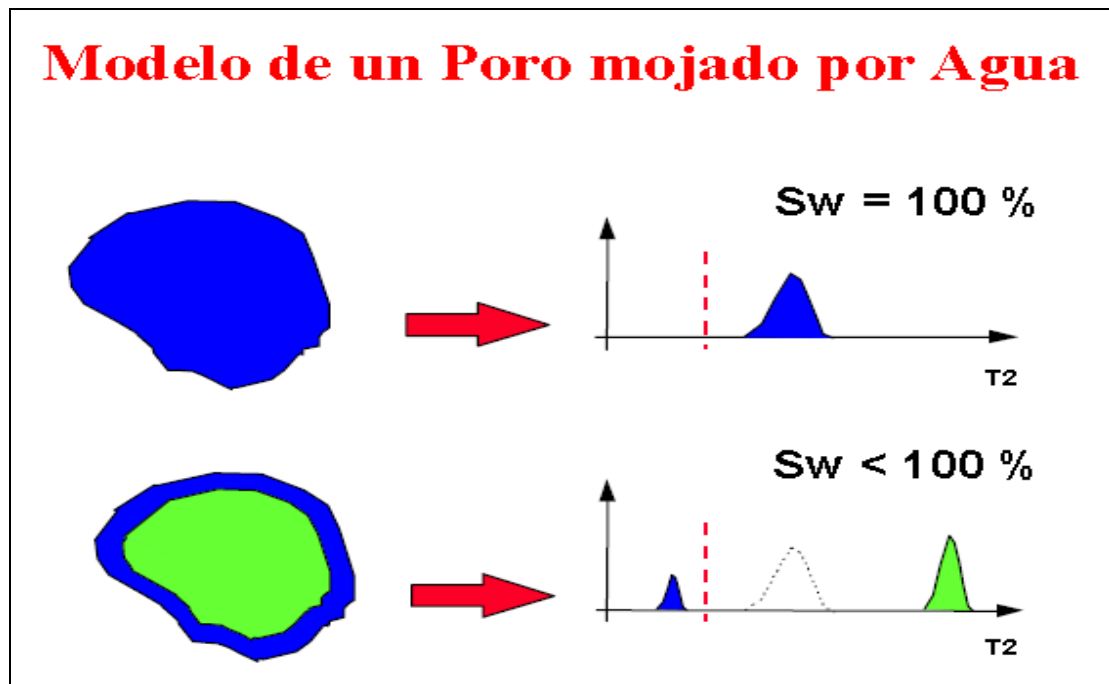 Modelo de un Poro mojado por Agua
Sw = 100 %
T2
Sw < 100 %
T2